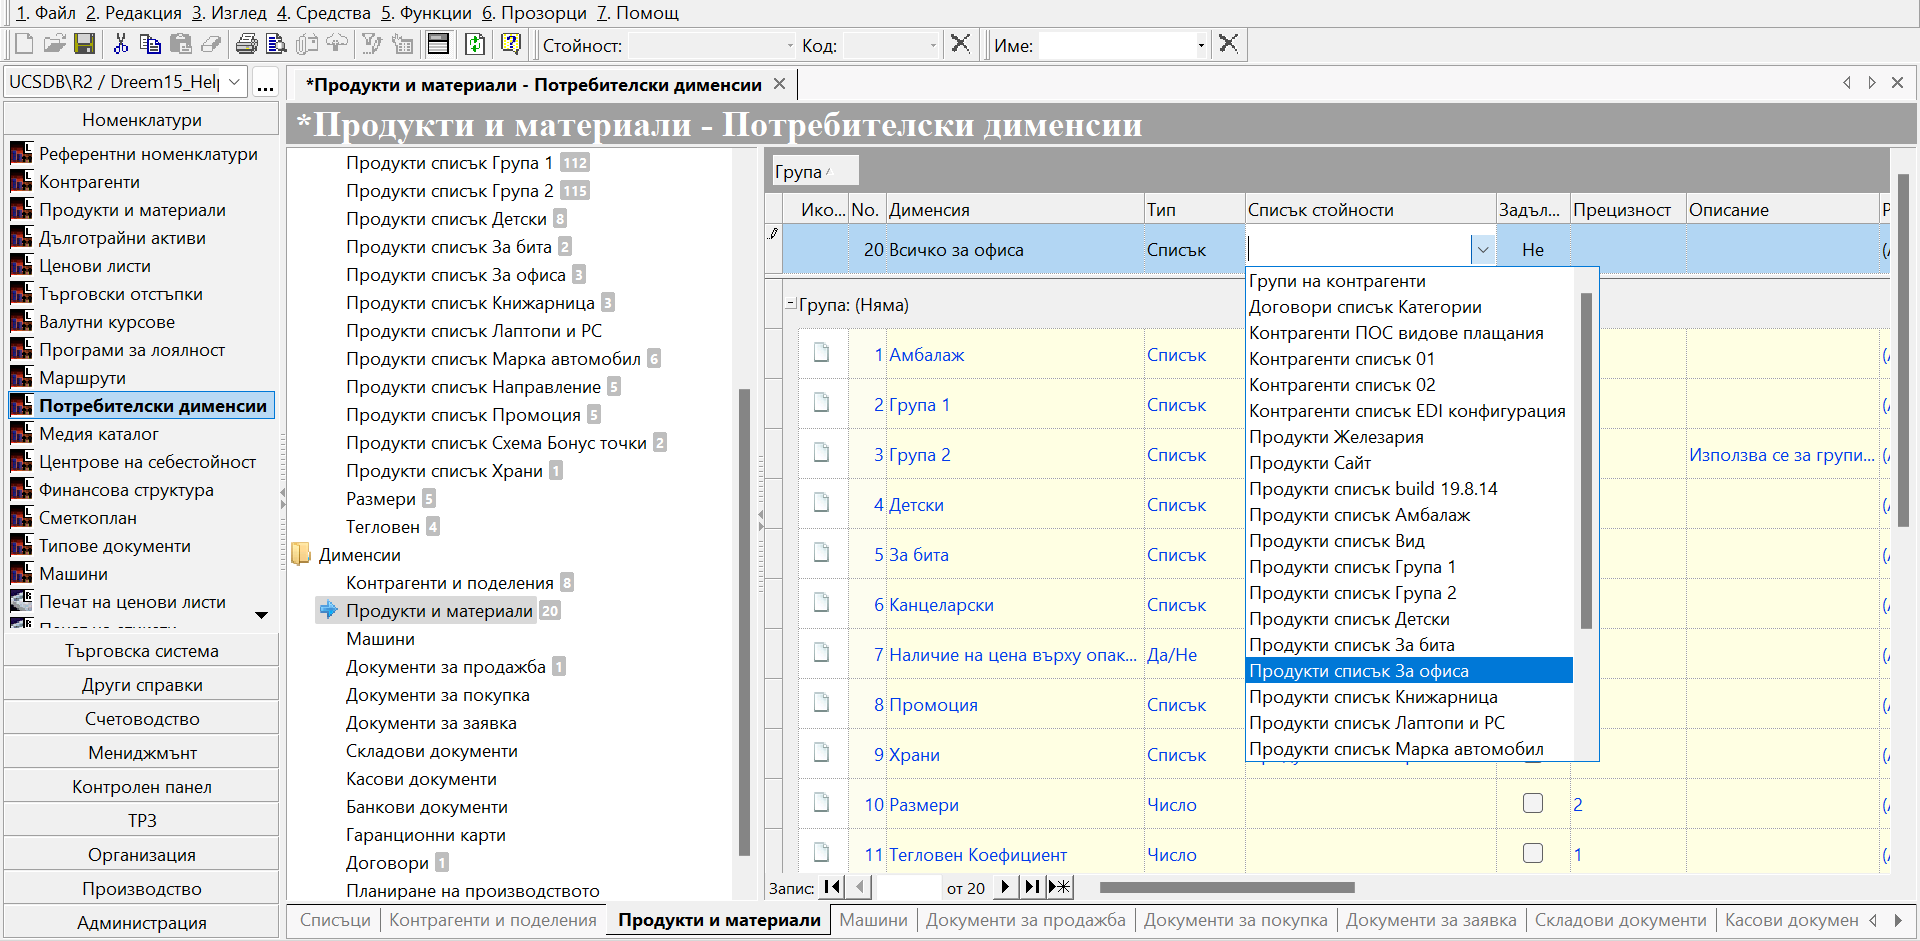 1. Файл 2. Редакция 3. Изглед 4. Средства 5. Функции 6. Прозорци 7. Помощ
Стойност: Код: Име:
UCSDB\R2 / Dreem15_Help ...
Номенклатури
Референтни номенклатури
Контрагенти
Продукти и материали
Дълготрайни активи
Ценови листи
Търговски отстъпки
Валутни курсове
Програми за лоялност
Маршрути
Потребителски дименсии
Медия каталог
Центрове на себестойност
Финансова структура
Сметкоплан
Типове документи
Машини
Печат на ценови листи
Търговска система
Други справки
Счетоводство
Мениджмънт
Контролен панел
ТРЗ
Организация
Производство
Администрация
*Продукти и материали - Потребителски дименсии
*Продукти и материали - Потребителски дименсии
Продукти списък Група 1 112
Продукти списък Група 2 115
Продукти списък Детски 8
Продукти списък За бита 2
Продукти списък За офиса 3
Продукти списък Книжарница 3
Продукти списък Лаптопи и PC
Продукти списък Марка автомобил 6
Продукти списък Направление 5
Продукти списък Промоция 5
Продукти списък Схема Бонус точки 2
Продукти списък Храни 1
Размери 5
Тегловен 4
Дименсии
Контрагенти и поделения 8
Продукти и материали 20
Машини
Документи за продажба 1
Документи за покупка
Документи за заявка
Складови документи
Касови документи
Банкови документи
Гаранционни карти
Договори 1
Планиране на производството
Група
Ико... No. Дименсия Тип Списък стойности Задъл... Прецизност Описание
20 Всичко за офиса Списък Не
Група: (Няма)
1 Амбалаж Списък
2 Група 1 Списък
3 Група 2 Списък Използва се за групи...
4 Детски Списък
5 За бита Списък
6 Канцеларски Списък
7 Наличие на цена върху опак... Да/Не
8 Промоция Списък
9 Храни Списък
10 Размери Число 2
11 Тегловен Коефициент Число 1
Групи на контрагенти
Договори списък Категории
Контрагенти ПОС видове плащания
Контрагенти списък 01
Контрагенти списък 02
Контрагенти списък EDI конфигурация
Продукти Железария
Продукти Сайт
Продукти списък build 19.8.14
Продукти списък Амбалаж
Продукти списък Вид
Продукти списък Група 1
Продукти списък Група 2
Продукти списък Детски
Продукти списък За бита
Продукти списък За офиса
Продукти списък Книжарница
Продукти списък Лаптопи и PC
Продукти списък Марка автомобил
Запис: от 20
Списъци Контрагенти и поделения Продукти и материали Машини Документи за продажба Документи за покупка Документи за заявка Складови документи Касови докумен